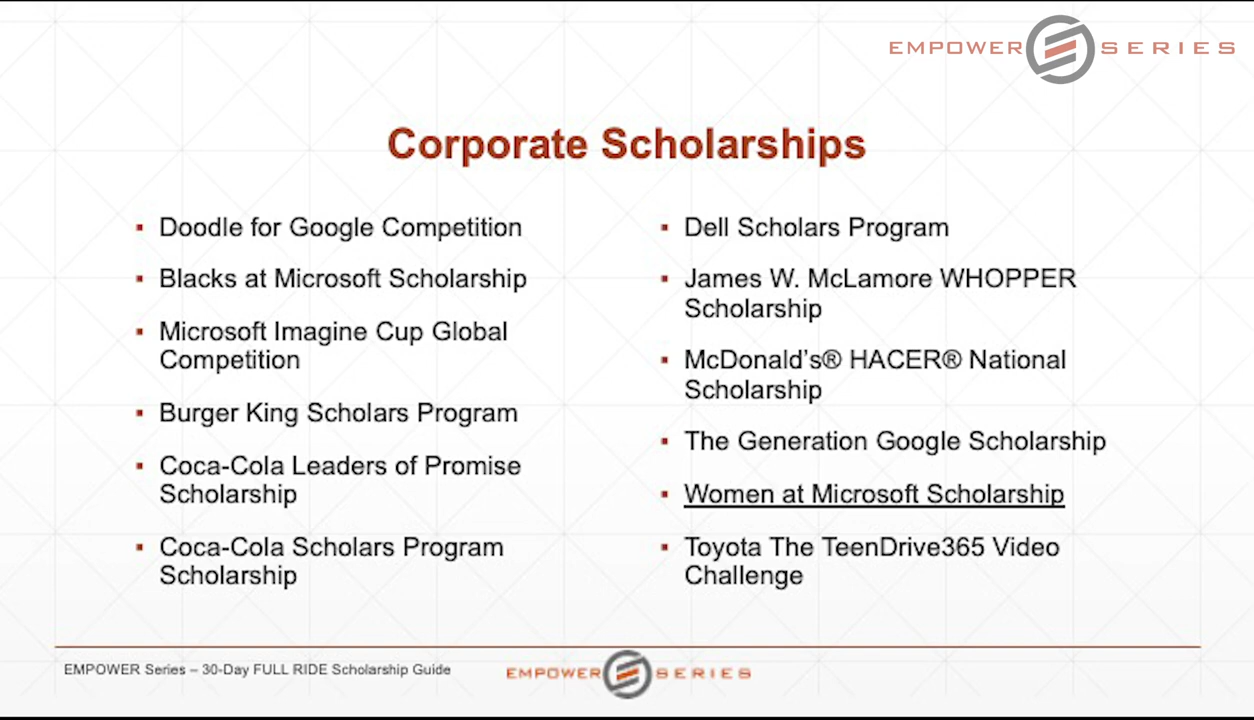 EMPOWER SERIES
Corporate Scholarships
▪ Doodle for Google Competition
▪ Blacks at Microsoft Scholarship
▪ Microsoft Imagine Cup Global
Competition
▪ Burger King Scholars Program
▪ Coca-Cola Leaders of Promise
Scholarship
▪ Coca-Cola Scholars Program
Scholarship
▪ Dell Scholars Program
▪ James W. McLamore WHOPPER
Scholarship
▪ McDonald’s® HACER® National
Scholarship
▪ The Generation Google Scholarship
▪ Women at Microsoft Scholarship
▪ Toyota The TeenDrive365 Video
Challenge
EMPOWER Series – 30-Day FULL RIDE Scholarship Guide
EMPOWER SERIES